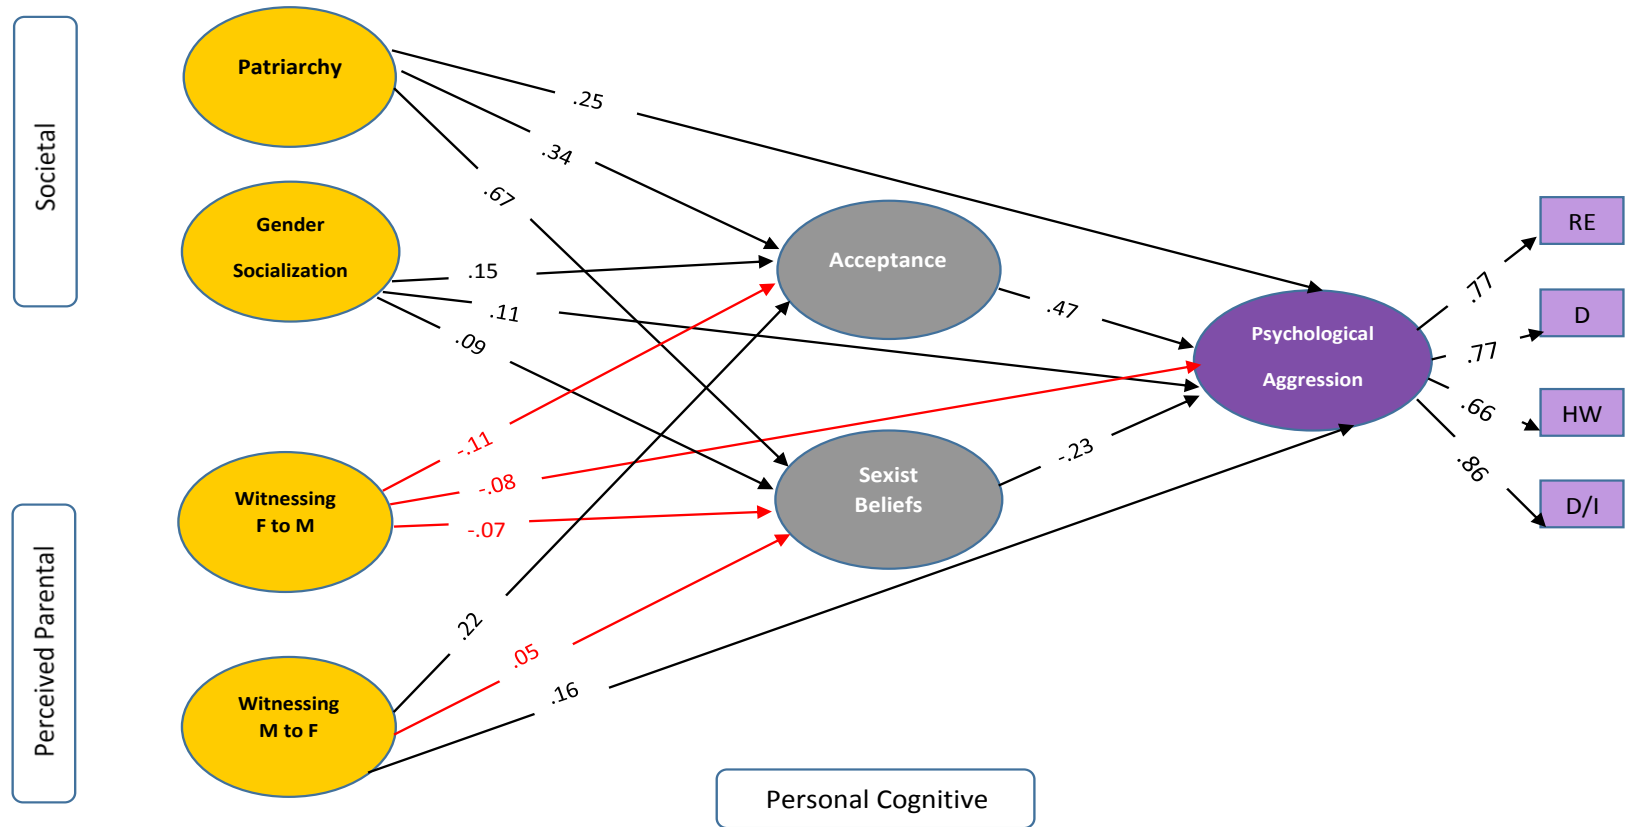 Societal
Patriarchy
.25
.34
.67
Gender
Socialization
.15
.11
.09
Acceptance
.47
Psychological
Aggression
RE
.77
D
.77
HW
.66
D/I
.86
Perceived Parental
Witnessing
F to M
-.11
-.08
-.07
Sexist
Beliefs
-.23
Witnessing
M to F
.22
.05
.16
Personal Cognitive